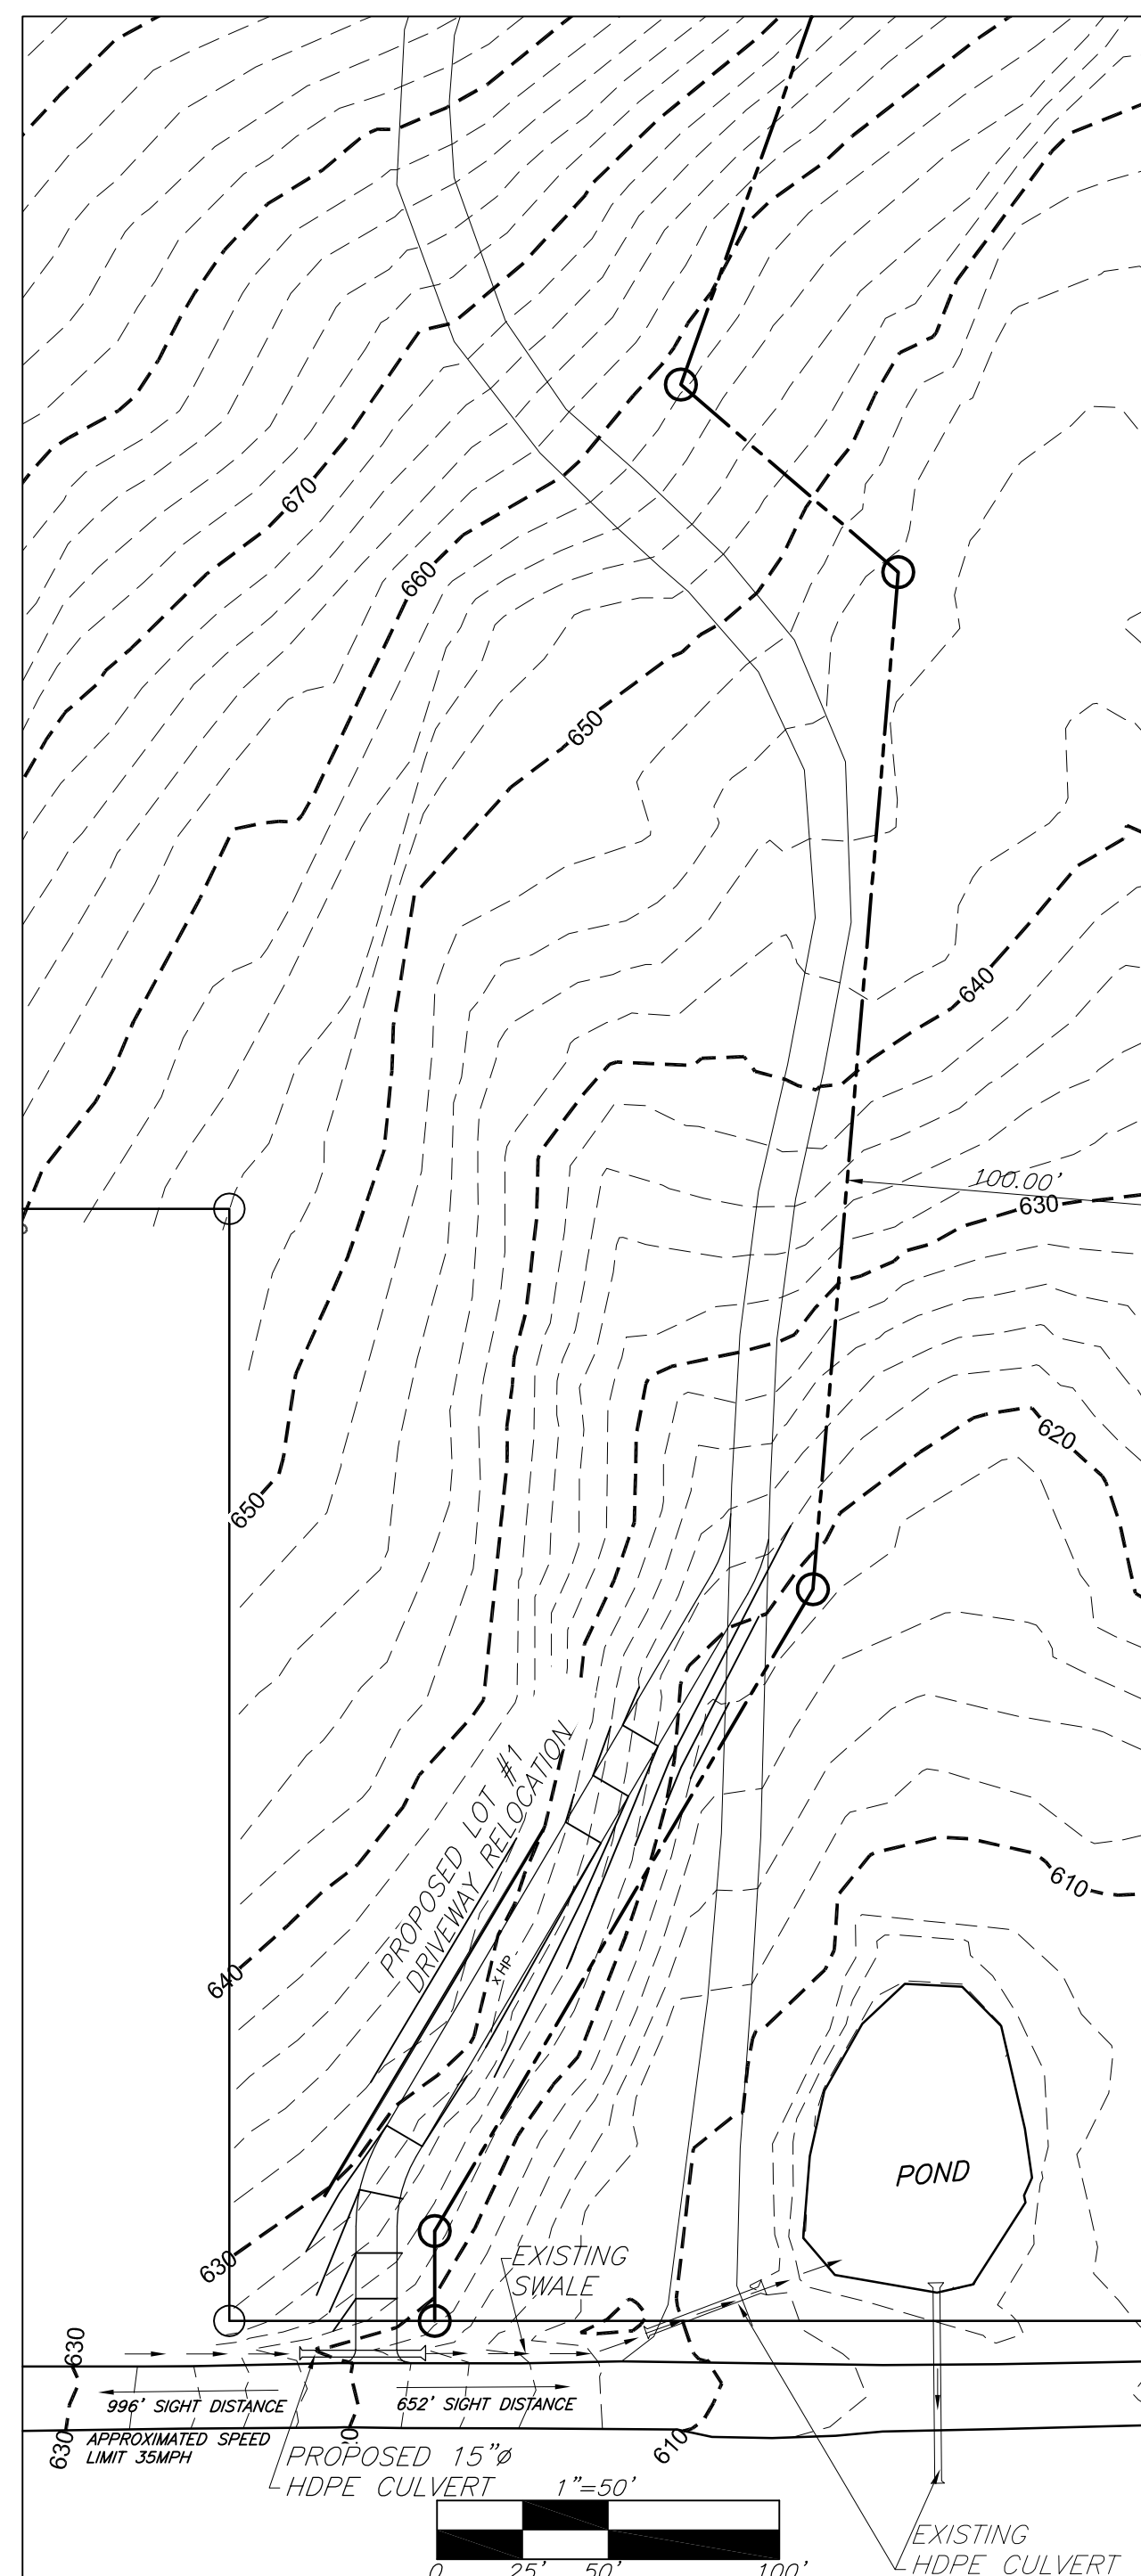 670
660
650
640
100.00'
630
620
650
PROPOSED LOT #1
DRIVEWAY RELOCATION
610
x HP
640
POND
630
EXISTING
SWALE
630
996' SIGHT DISTANCE
652' SIGHT DISTANCE
630
APPROXIMATED SPEED
LIMIT 35MPH
610
PROPOSED 15"Ø
HDPE CULVERT
1"=50'
EXISTING
HDPE CULVERT
0 25' 50' 100'